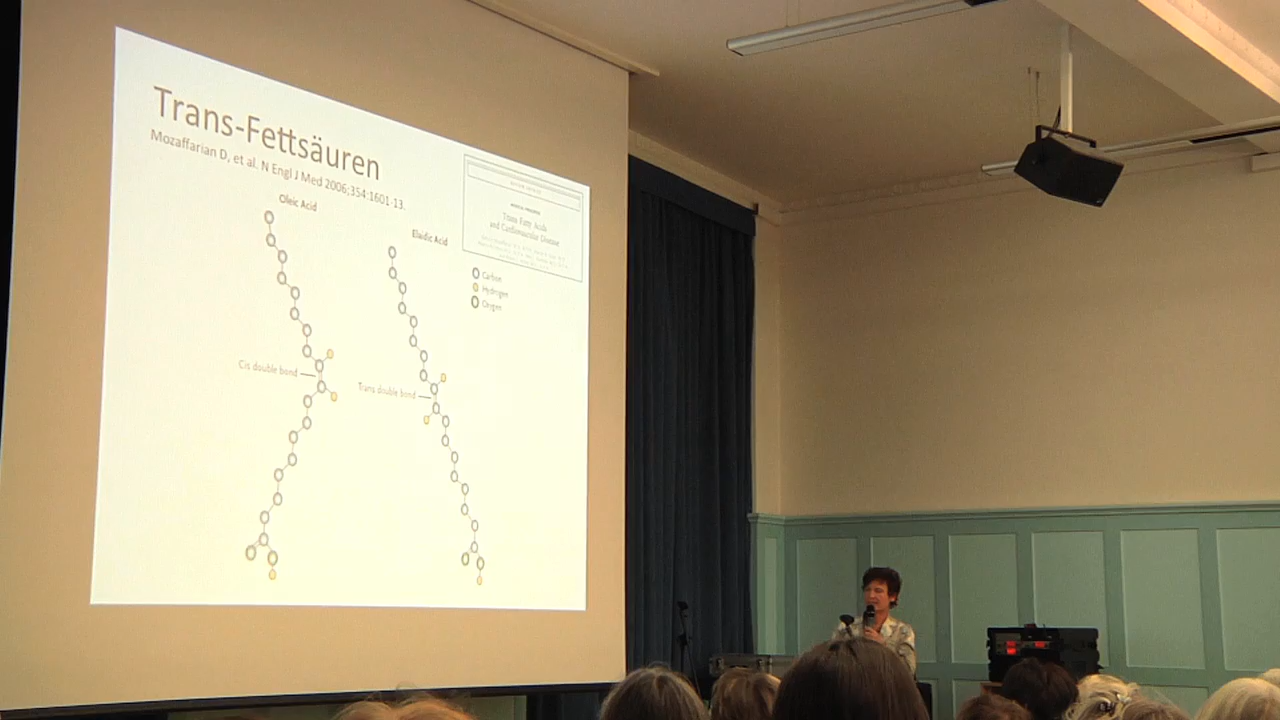 Trans-Fettsäuren
Mozaffarian D, et al. N Engl J Med 2006;354:1601-13.
Oleic Acid
Elaidic Acid
Trans Fatty Acids
and Cardiovascular Disease
Carbon
Hydrogen
Oxygen
Cis double bond
Trans double bond